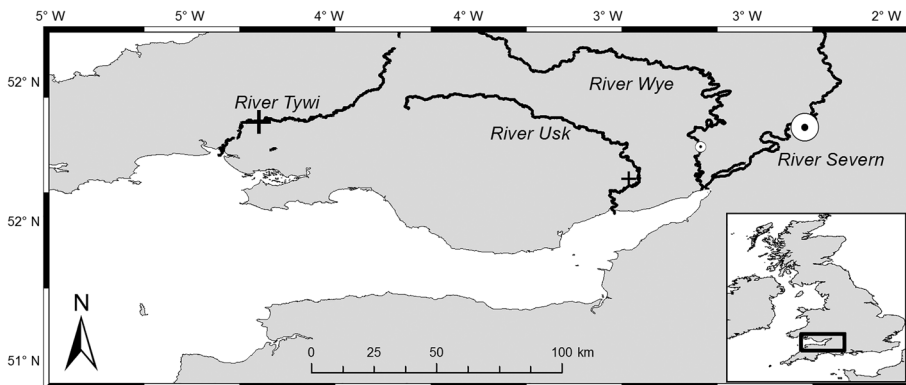 5° W 5° W 4° W 4° W 3° W 3° W 2° W
52° N
River Wye
River Tywi
River Usk
River Severn
52° N
N
0 25 50 100 km
51° N